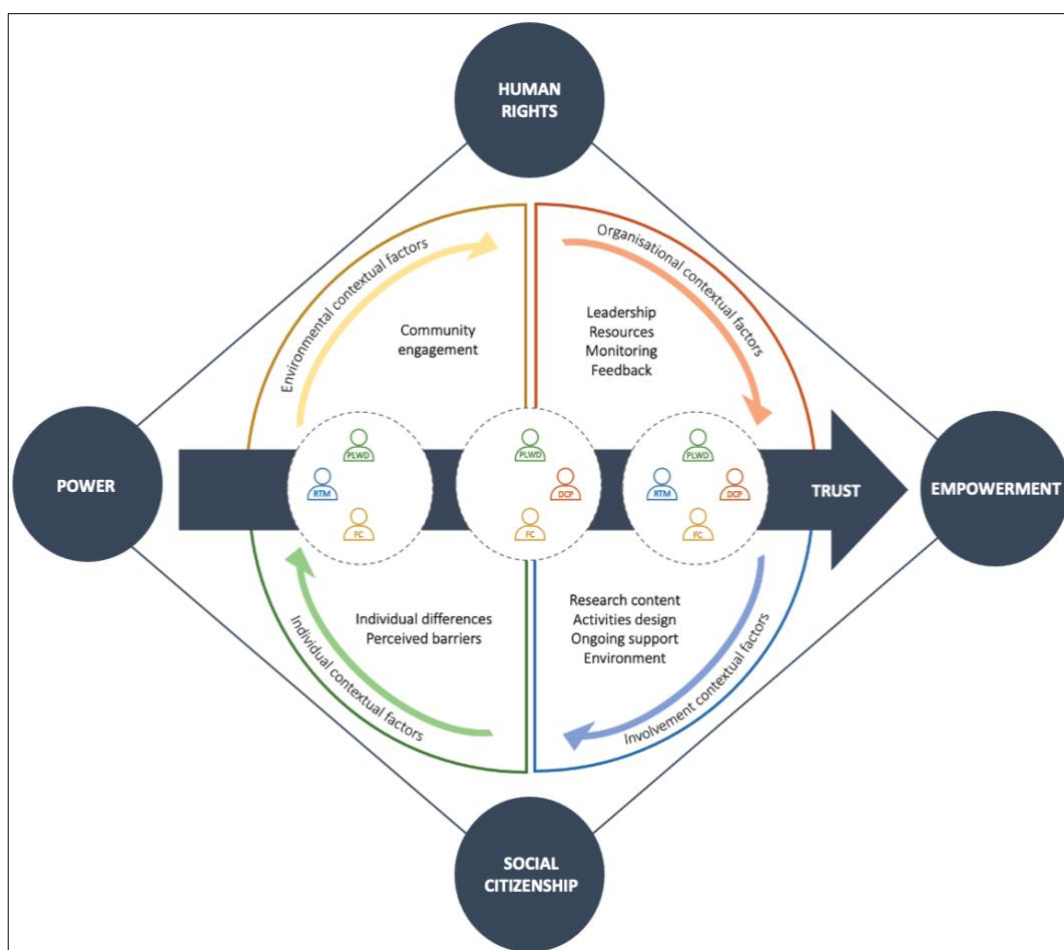 HUMAN
RIGHTS
Environmental contextual factors
Organisational contextual factors
Community
engagement
Leadership
Resources
Monitoring
Feedback
POWER
PLWD
RTM
FC
PLWD
DCP
FC
PLWD
RTM
DCP
FC
TRUST
EMPOWERMENT
Individual differences
Perceived barriers
Research content
Activities design
Ongoing support
Environment
Individual contextual factors
Involvement contextual factors
SOCIAL
CITIZENSHIP